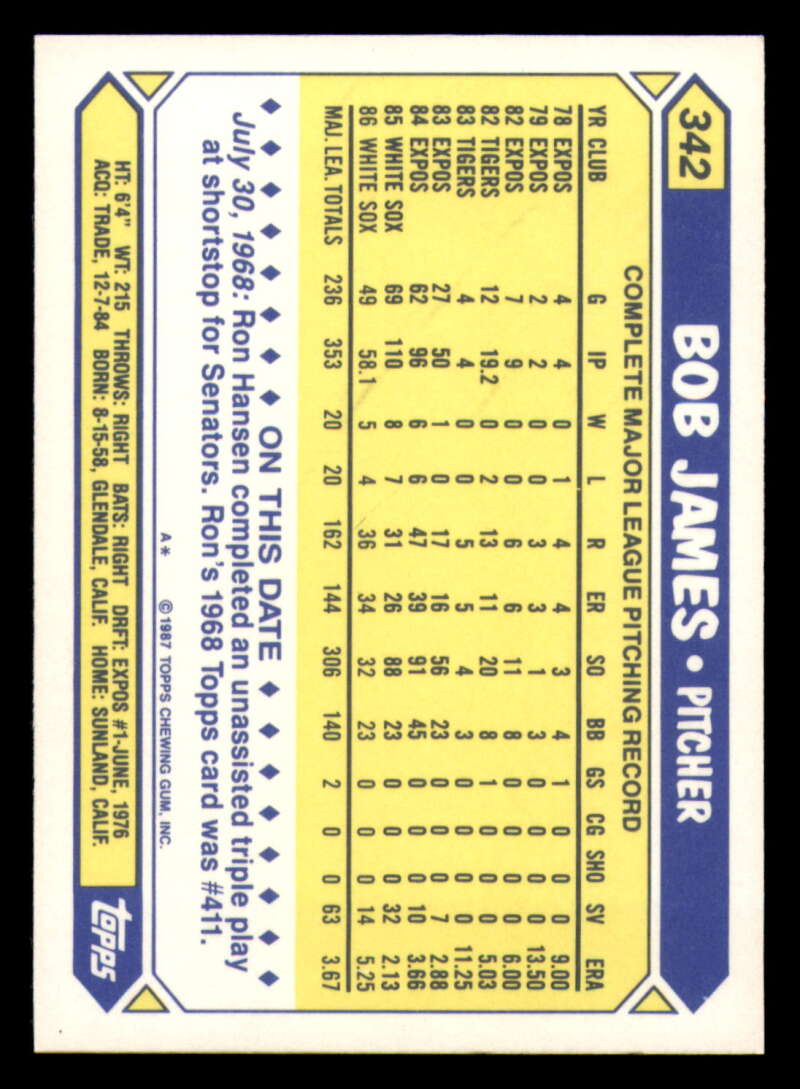 342
BOB JAMES • PITCHER
COMPLETE MAJOR LEAGUE PITCHING RECORD
YR CLUB G IP W L R ER SO BB GS CG SHO SV ERA
78 EXPOS 4 4 0 1 4 4 3 4 1 0 0 0 9.00
79 EXPOS 2 2 0 0 3 3 1 3 0 0 0 0 13.50
82 EXPOS 7 9 0 0 6 6 11 8 0 0 0 0 6.00
82 TIGERS 12 19.2 0 2 13 11 20 8 1 0 0 0 5.03
83 TIGERS 4 4 0 0 5 5 4 3 0 0 0 0 11.25
83 EXPOS 27 50 1 0 17 16 56 23 0 0 0 7 2.88
84 EXPOS 62 96 6 6 47 39 91 45 0 0 0 10 3.66
85 WHITE SOX 69 110 8 7 31 26 88 23 0 0 0 32 2.13
86 WHITE SOX 49 58.1 5 4 36 34 32 23 0 0 0 14 5.25
MAJ. LEA. TOTALS 236 353 20 20 162 144 306 140 2 0 0 63 3.67
ON THIS DATE
July 30, 1968: Ron Hansen completed an unassisted triple play
at shortstop for Senators. Ron's 1968 Topps card was #411.
A* ©1987 TOPPS CHEWING GUM, INC.
HT: 6'4" WT: 215 THROWS: RIGHT BATS: RIGHT DRFT: EXPOS #1-JUNE, 1976
ACQ: TRADE, 12-7-84 BORN: 8-15-58, GLENDALE, CALIF. HOME: SUNLAND, CALIF.
topps